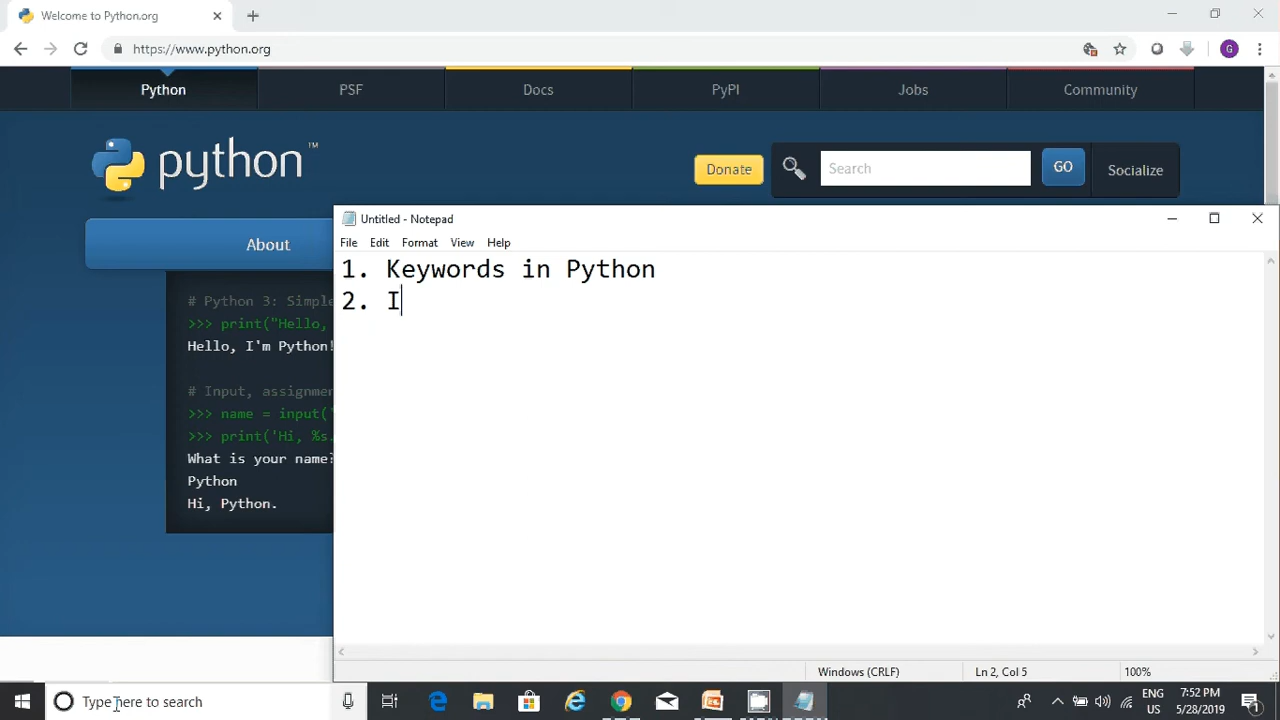 Welcome to Python.org
https://www.python.org
G
Python PSF Docs PyPI Jobs Community
python™
Donate Search GO Socialize
About
# Python 3: Simple
>>> print("Hello,
Hello, I'm Python!
# Input, assignmen
>>> name = input('
>>> print('Hi, %s.
What is your name?
Python
Hi, Python.
Untitled - Notepad
File Edit Format View Help
1. Keywords in Python
2. I
Windows (CRLF) Ln 2, Col 5 100%
Type here to search
ENG
US
7:52 PM
5/28/2019
1